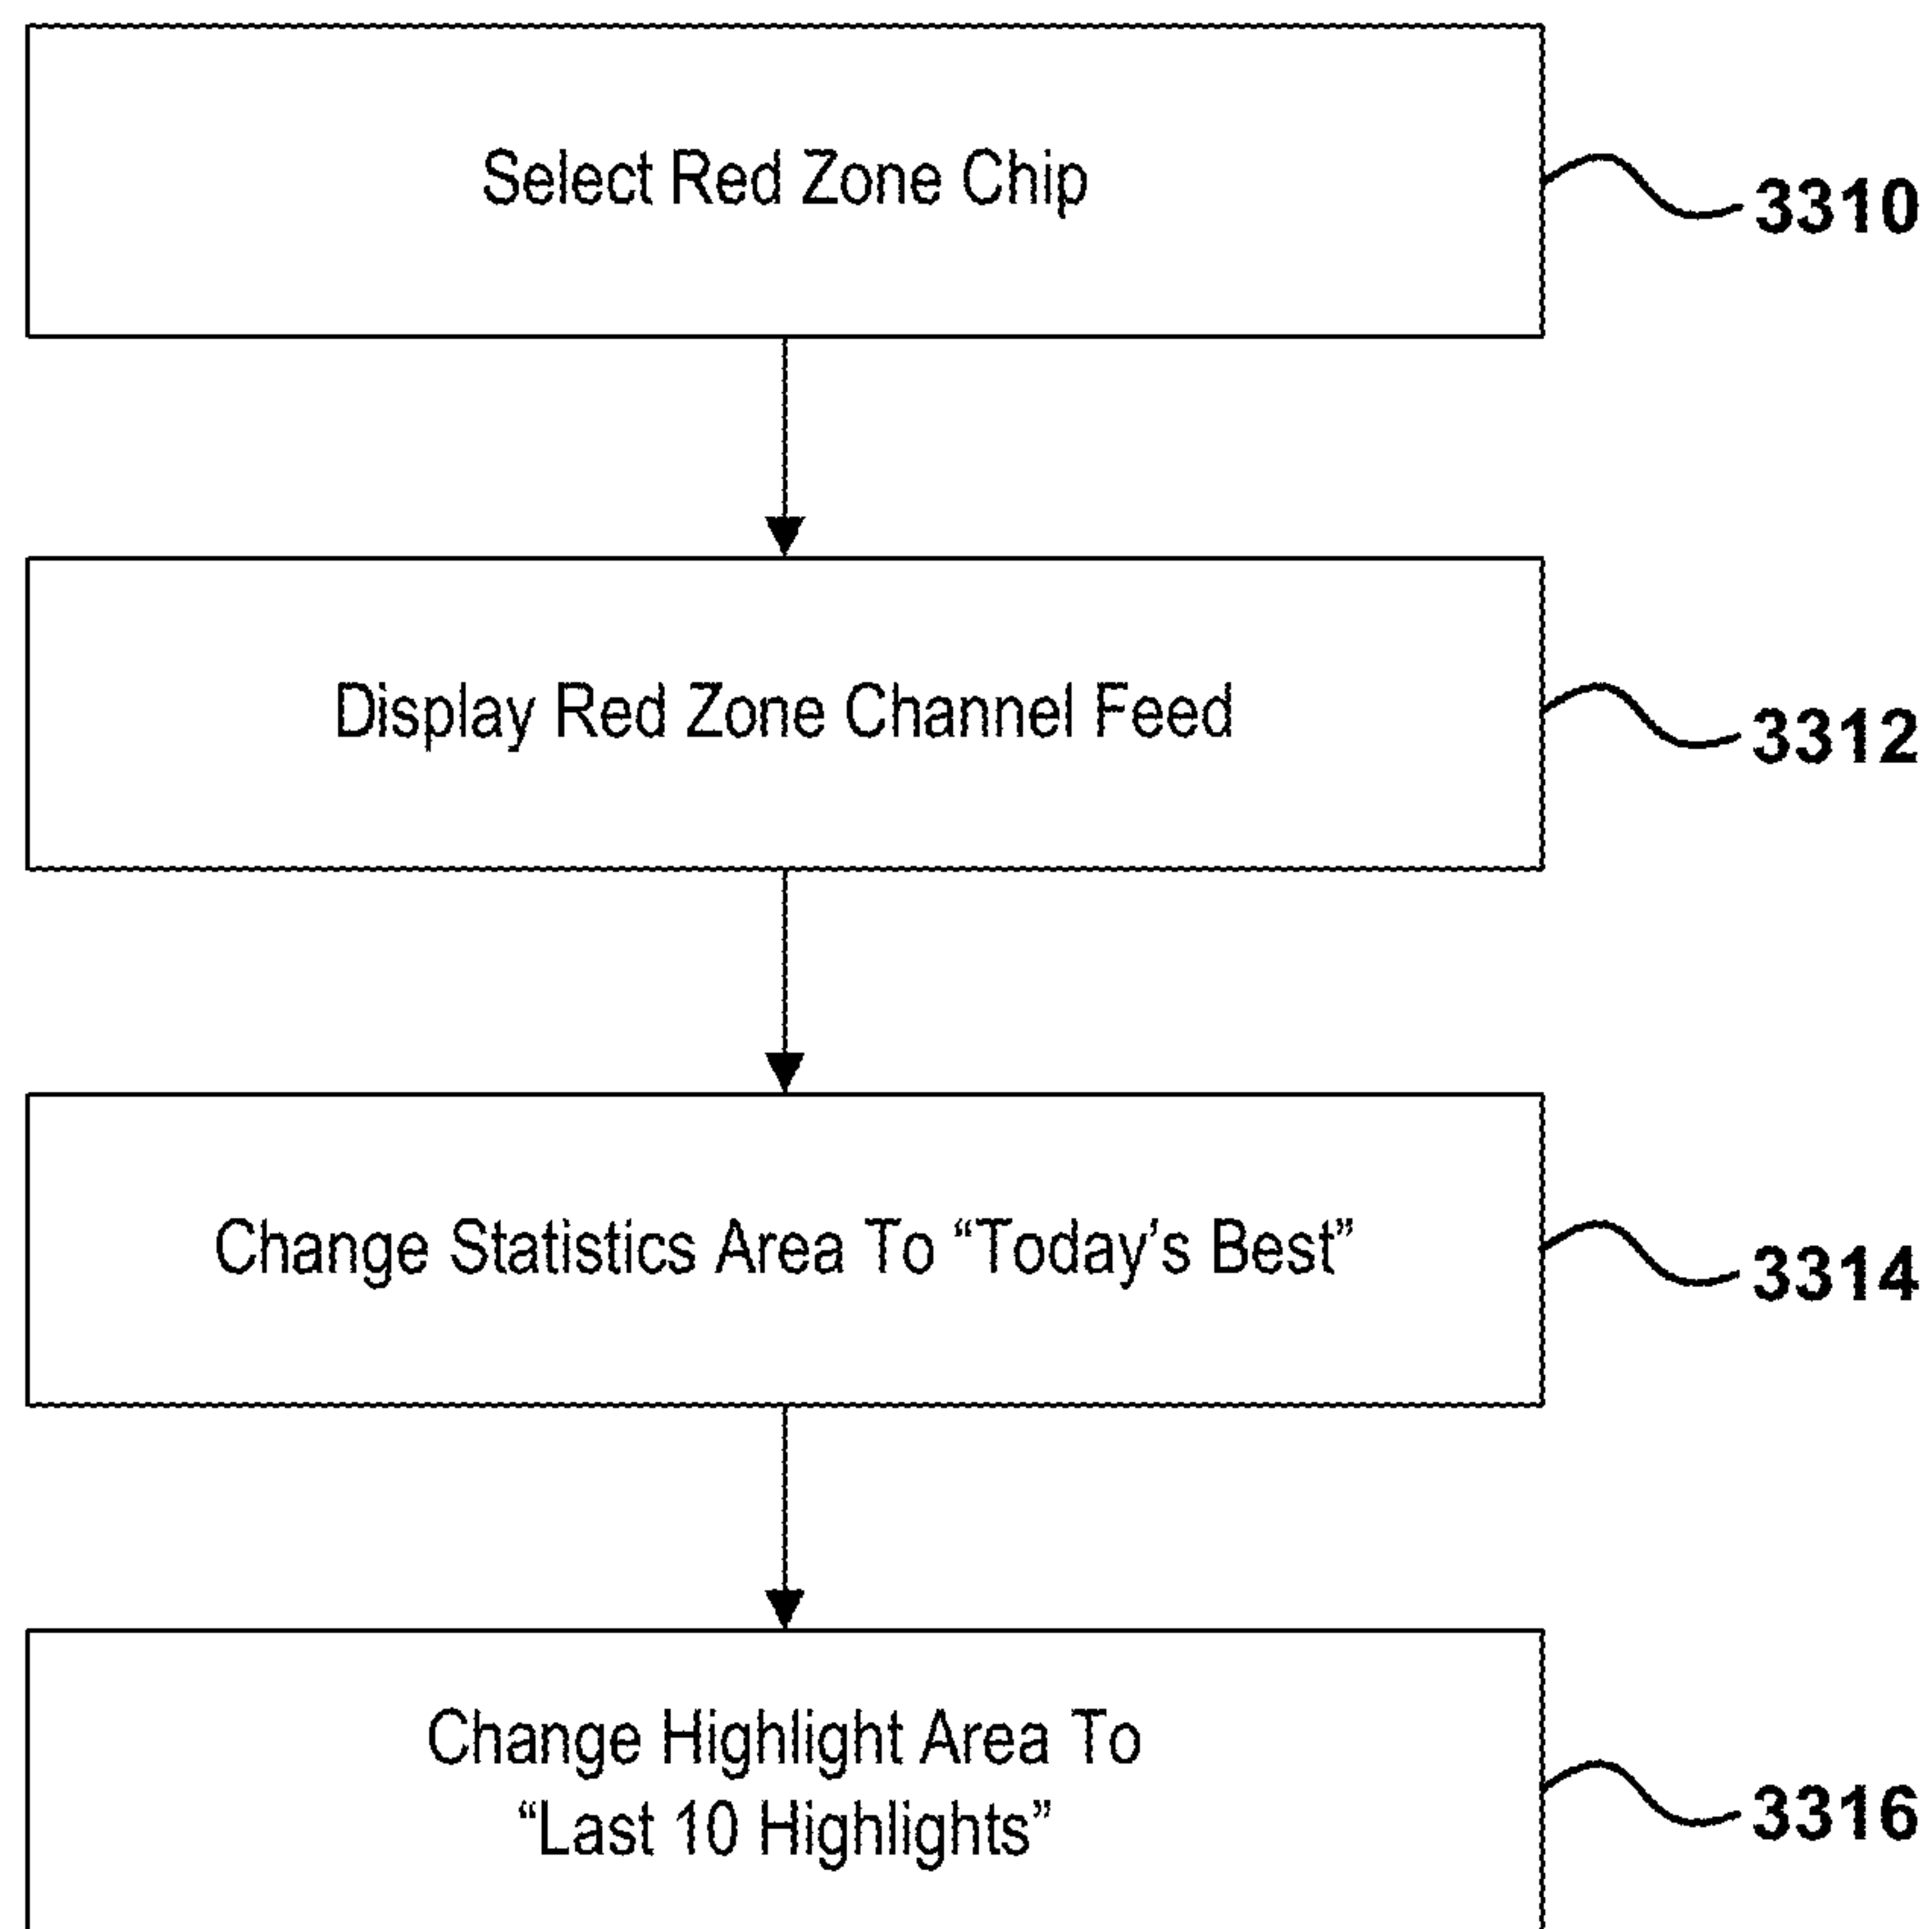 Select Red Zone Chip
3310
Display Red Zone Channel Feed
3312
Change Statistics Area To “Today’s Best”
3314
Change Highlight Area To
“Last 10 Highlights”
3316